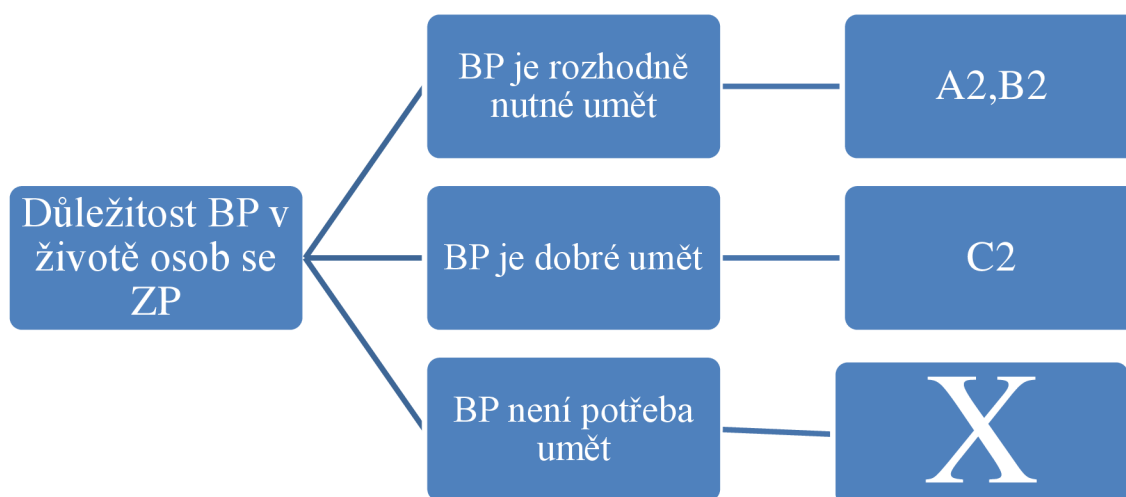 Důležitost BP v
životě osob se
ZP
BP je rozhodně
nutné umět
A2,B2
BP je dobré umět
C2
BP není potřeba
umět
X